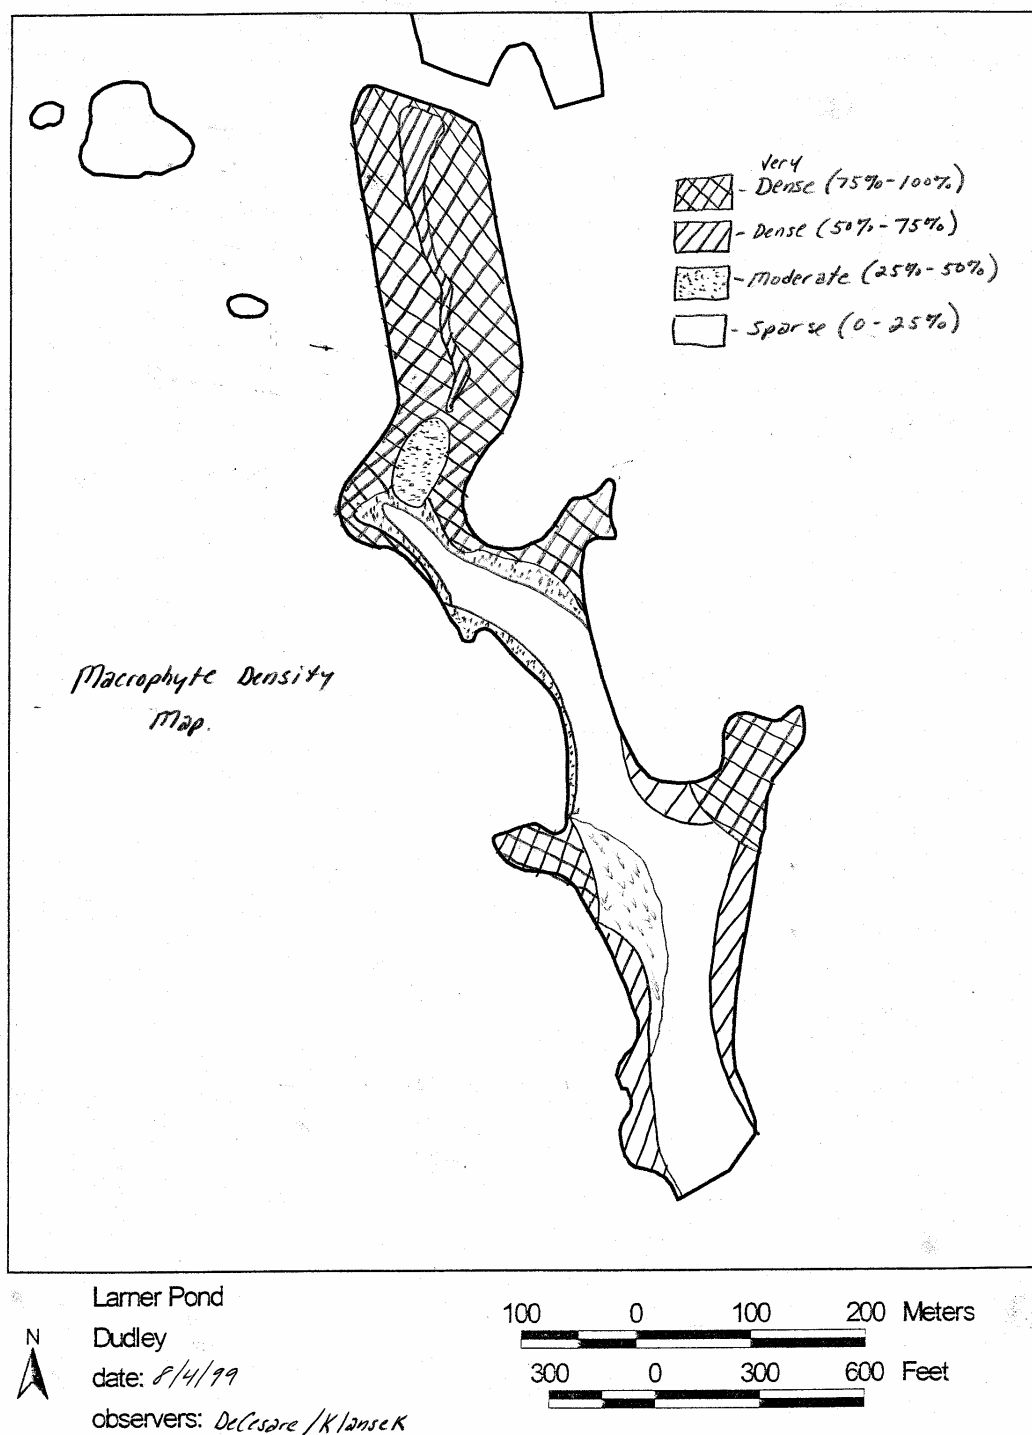 very
- Dense (75%-100%)
- Dense (50%-75%)
- Moderate (25%-50%)
- Sparse (0-25%)
Macrophyte Density
Map.
Larner Pond
N
Dudley
date: 8/4/99
observers: DeCesare/Klansek
100 0 100 200 Meters
300 0 300 600 Feet